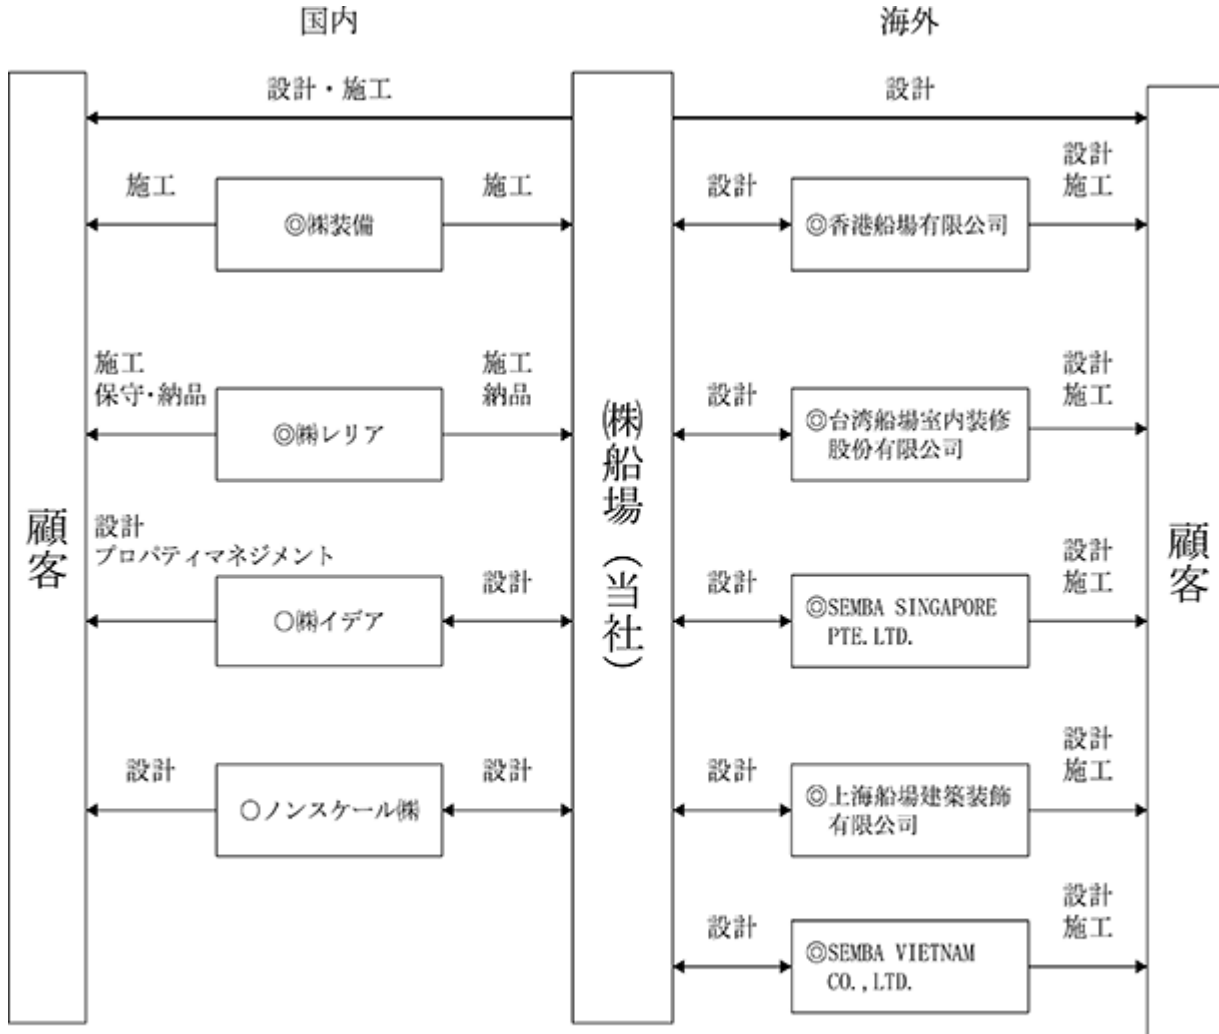 国内
海外
設計・施工
設計
施工
◎㈱装備
施工
設計
◎香港船場有限公司
設計
施工
施工
保守・納品
◎㈱レリア
施工
納品
設計
◎台湾船場室内装修
股份有限公司
設計
施工
顧客
㈱船場(当社)
顧客
設計
プロパティマネジメント
○㈱イデア
設計
設計
◎SEMBA SINGAPORE
PTE.LTD.
設計
施工
設計
○ノンスケール㈱
設計
設計
◎上海船場建築装飾
有限公司
設計
施工
設計
◎SEMBA VIETNAM
CO.,LTD.
設計
施工